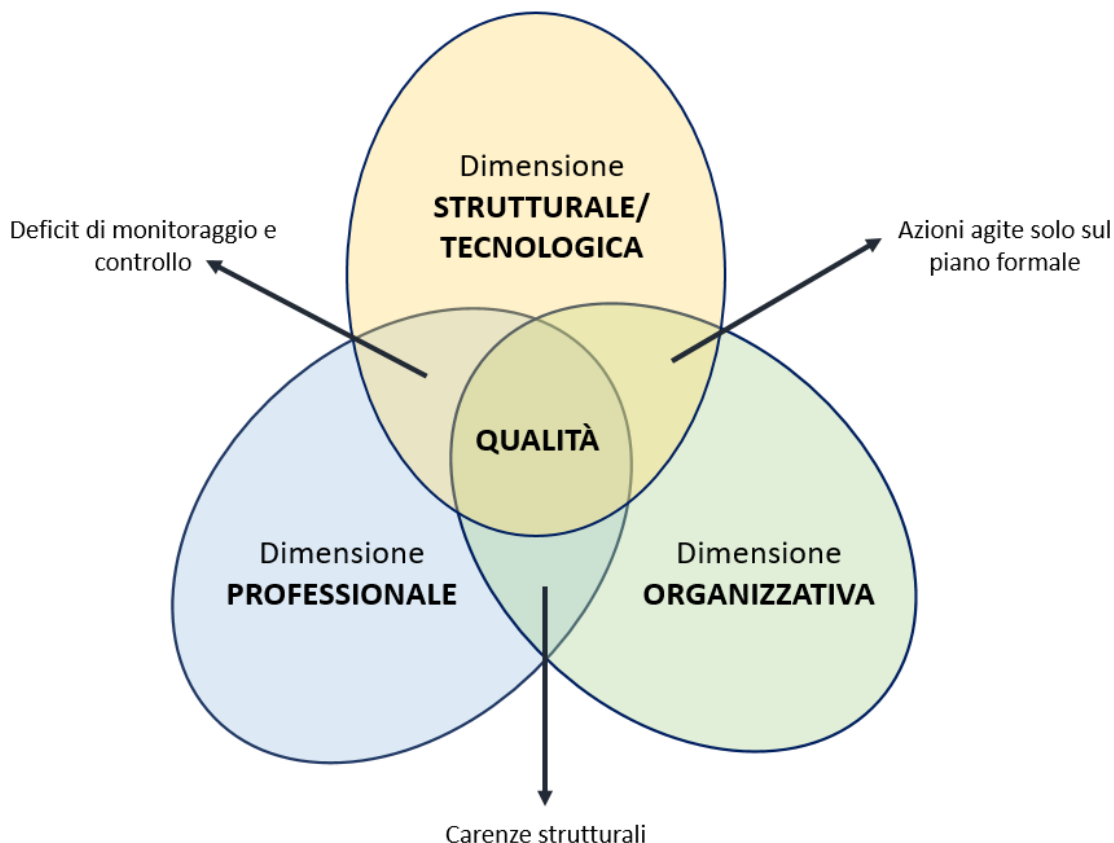 Dimensione
STRUTTURALE/
TECNOLOGICA
Deficit di monitoraggio e
controllo
Azioni agite solo sul
piano formale
QUALITÀ
Dimensione
PROFESSIONALE
Dimensione
ORGANIZZATIVA
Carenze strutturali